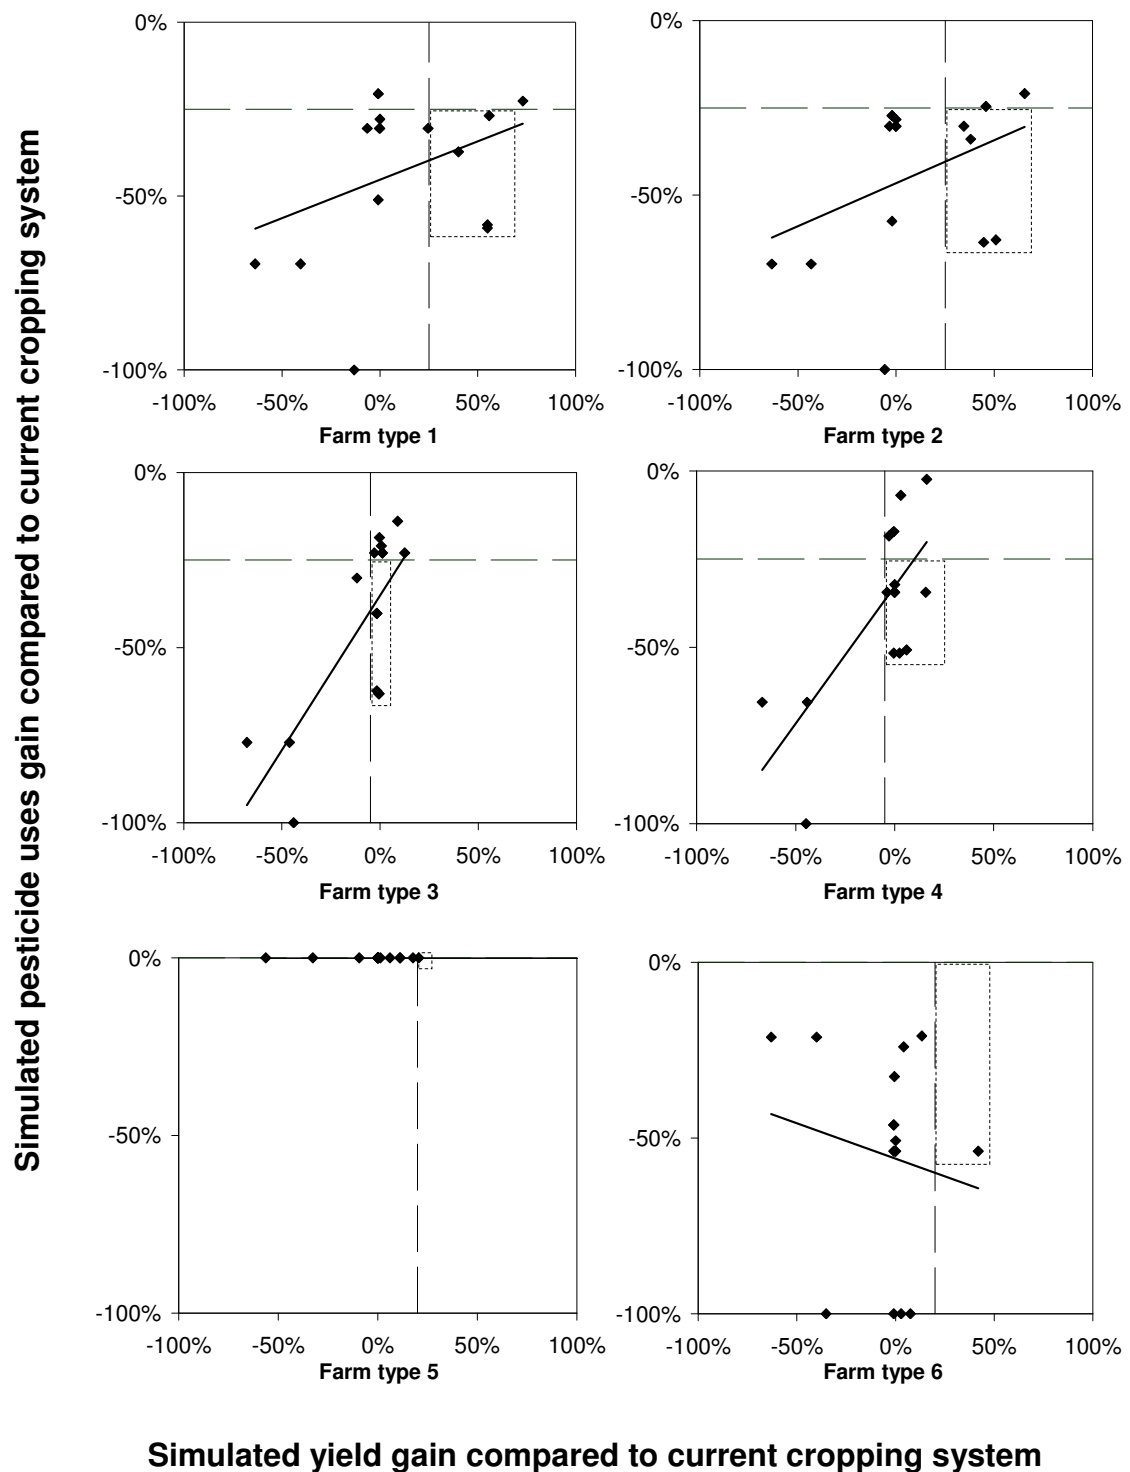 Simulated pesticide uses gain compared to current cropping system
0%
-50%
-100%
-100% -50% 0% 50% 100%
Farm type 1
0%
-50%
-100%
-100% -50% 0% 50% 100%
Farm type 2
0%
-50%
-100%
-100% -50% 0% 50% 100%
Farm type 3
0%
-50%
-100%
-100% -50% 0% 50% 100%
Farm type 4
0%
-50%
-100%
-100% -50% 0% 50% 100%
Farm type 5
0%
-50%
-100%
-100% -50% 0% 50% 100%
Farm type 6
Simulated yield gain compared to current cropping system